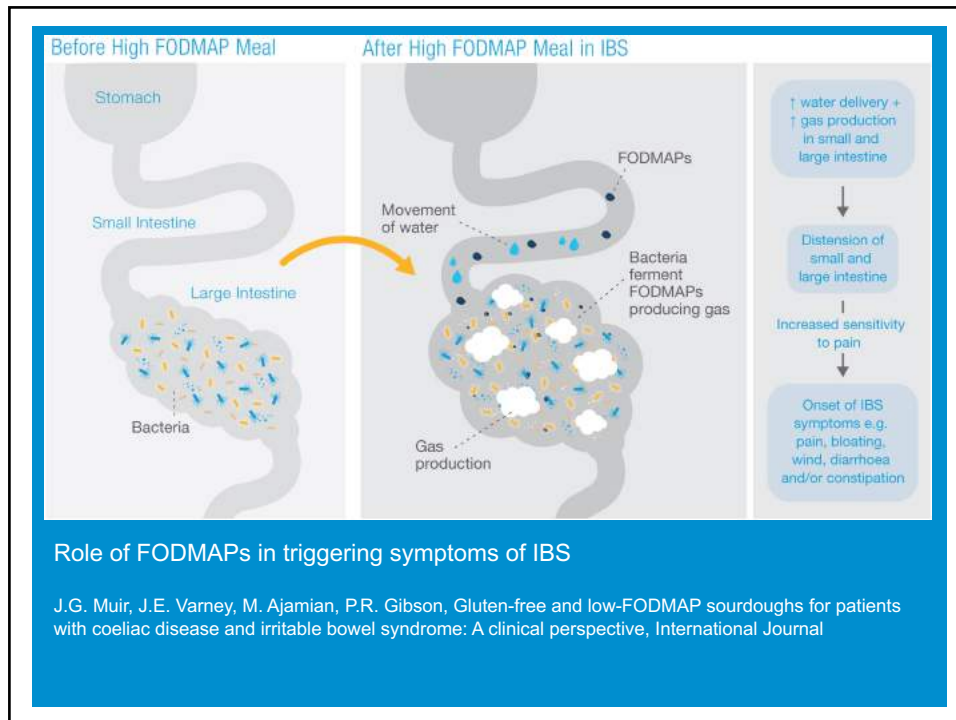 Before High FODMAP Meal
After High FODMAP Meal in IBS
Stomach
Small Intestine
Large Intestine
Bacteria
FODMAPs
Movement
of water
Bacteria
ferment
FODMAPs
producing gas
Gas
production
↑ water delivery +
↑ gas production
in small and
large intestine
Distension of
small and
large intestine
Increased sensitivity
to pain
Onset of IBS
symptoms e.g.
pain, bloating,
wind, diarrhoea
and/or constipation
Role of FODMAPs in triggering symptoms of IBS
J.G. Muir, J.E. Varney, M. Ajamian, P.R. Gibson, Gluten-free and low-FODMAP sourdoughs for patients
with coeliac disease and irritable bowel syndrome: A clinical perspective, International Journal